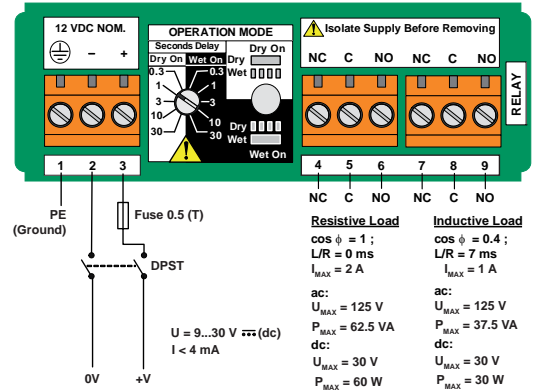 12 VDC NOM.
– +
OPERATION MODE
Seconds Delay
Dry On Wet On
0.3 0.3
1 1
3 3
10 10
30 30
Dry On
Dry
Wet
Dry
Wet
Wet On
Isolate Supply Before Removing
NC C NO NC C NO
RELAY
1 2 3 4 5 6 7 8 9
NC C NO NC C NO
PE
(Ground)
Fuse 0.5 (T)
DPST
U = 9...30 V (dc)
I < 4 mA
0V +V
Resistive Load
cos ϕ = 1 ;
L/R = 0 ms
IMAX = 2 A
ac:
UMAX = 125 V
PMAX = 62.5 VA
dc:
UMAX = 30 V
PMAX = 60 W
Inductive Load
cos ϕ = 0.4 ;
L/R = 7 ms
IMAX = 1 A
ac:
UMAX = 125 V
PMAX = 37.5 VA
dc:
UMAX = 30 V
PMAX = 30 W